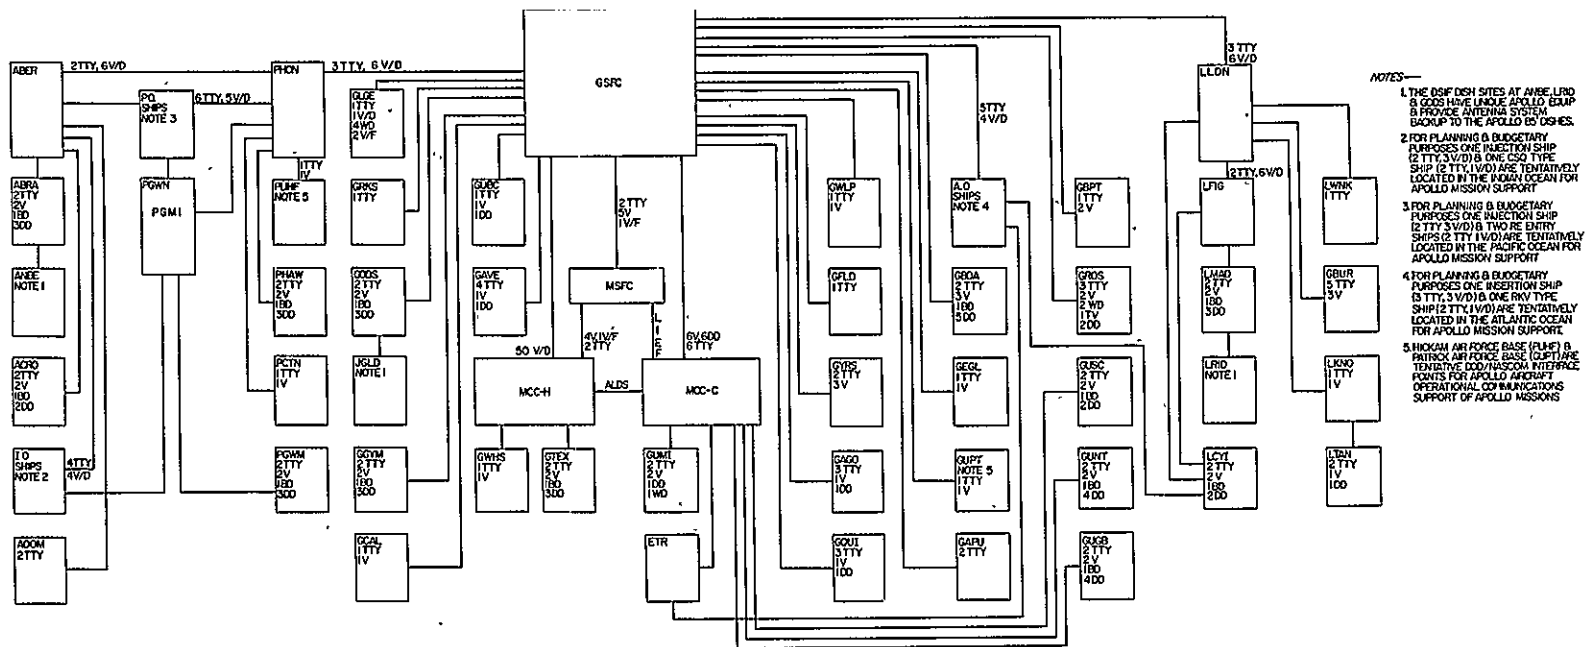 ABER
2TTY, 6V/D
PHON
3TTY, 6V/D
GSFC
3 TTY
6V/D
LLDN
P.O.
SHIPS
NOTE 3
6TTY, 5V/D
GLGE
1TTY
1V/D
4WD
2V/F
5TTY
4V/D
1TTY
1V
2TTY, 6V/D
ABRA
2TTY
2V
1BD
3DD
PGWN
PGM1
PUHF
NOTE 5
GRKS
1TTY
GUBC
1TTY
1V
1DD
2TTY
5V
1V/F
GWLP
1TTY
1V
A.O
SHIPS
NOTE 4
GBPT
1TTY
2V
LFIG
LWNK
1TTY
ANBE
NOTE 1
PHAW
2TTY
2V
1BD
3DD
GODS
2TTY
2V
1BD
3DD
GAVE
4TTY
1V
1DD
MSFC
GFLD
1TTY
GBDA
2TTY
3V
1BD
3DD
GROS
3TTY
2V
2WD
1TV
2DD
LMAD
2TTY
2V
1BD
3DD
GBUR
5TTY
3V
4V,1V/F
2TTY
L-IEF
6V,6DD
6TTY
50 V/D
ACRO
2TTY
2V
1BD
2DD
PCTN
1TTY
1V
JGLD
NOTE 1
MCC-H
ALDS
MCC-C
GYRS
2TTY
3V
GEGL
1TTY
1V
GUSC
2TTY
2V
1DD
2DD
LRID
NOTE 1
LKNO
1TTY
1V
I O
SHIPS
NOTE 2
4TTY
4V/D
PGWM
2TTY
2V
1BD
3DD
GGYM
2TTY
2V
1BD
3DD
GWHS
1TTY
1V
GTEX
2TTY
2V
1BD
3DD
GUMI
2TTY
2V
1DD
1WD
GAGO
3TTY
1V
1DD
GUPT
NOTE 5
1TTY
1V
GUNT
2TTY
2V
1BD
4DD
LCYI
2TTY
2V
1BD
2DD
LTAN
2TTY
1V
1DD
AOOM
2TTY
GCAL
1TTY
1V
ETR
GQUI
3TTY
1V
1DD
GAPU
2TTY
GUGB
2TTY
2V
1BD
4DD
NOTES—
1. THE DSIF DISH SITES AT ANBE, LRID
& GODS HAVE UNIQUE APOLLO EQUIP
& PROVIDE ANTENNA SYSTEM
BACKUP TO THE APOLLO 85' DISHES.
2. FOR PLANNING & BUDGETARY
PURPOSES ONE INJECTION SHIP
(2 TTY, 3 V/D) & ONE CSQ TYPE
SHIP (2 TTY, 1V/D) ARE TENTATIVELY
LOCATED IN THE INDIAN OCEAN FOR
APOLLO MISSION SUPPORT
3. FOR PLANNING & BUDGETARY
PURPOSES ONE INJECTION SHIP
(2 TTY 3 V/D) & TWO RE ENTRY
SHIPS (2 TTY 1 V/D) ARE TENTATIVELY
LOCATED IN THE PACIFIC OCEAN FOR
APOLLO MISSION SUPPORT
4. FOR PLANNING & BUDGETARY
PURPOSES ONE INSERTION SHIP
(3 TTY, 3 V/D) & ONE RKV TYPE
SHIP (2 TTY, 1 V/D) ARE TENTATIVELY
LOCATED IN THE ATLANTIC OCEAN
FOR APOLLO MISSION SUPPORT.
5. HICKAM AIR FORCE BASE (PUHF) &
PATRICK AIR FORCE BASE (GUPT) ARE
TENTATIVE DOD/NASCOM INTERFACE
POINTS FOR APOLLO AIRCRAFT
OPERATIONAL COMMUNICATIONS
SUPPORT OF APOLLO MISSIONS